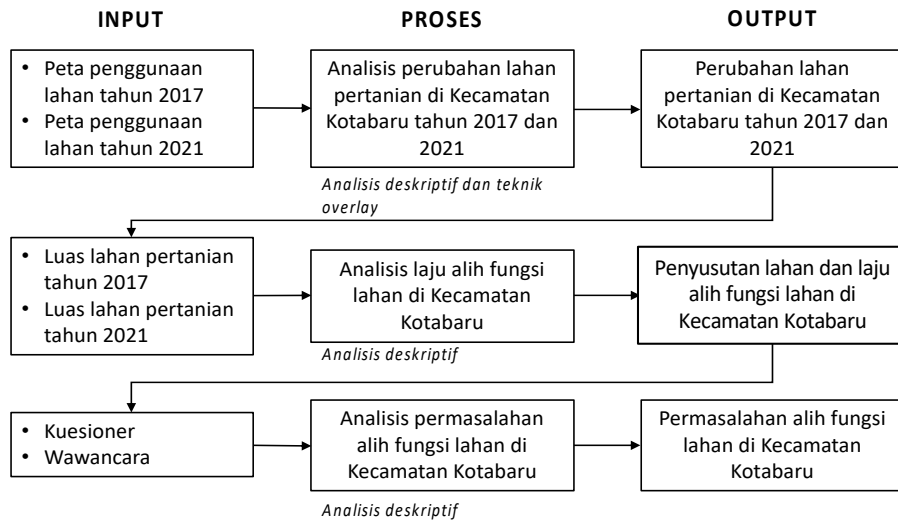 INPUT
PROSES
OUTPUT
• Peta penggunaan
lahan tahun 2017
• Peta penggunaan
lahan tahun 2021
Analisis perubahan lahan
pertanian di Kecamatan
Kotabaru tahun 2017 dan
2021
Perubahan lahan
pertanian di Kecamatan
Kotabaru tahun 2017 dan
2021
Analisis deskriptif dan teknik
overlay
• Luas lahan pertanian
tahun 2017
• Luas lahan pertanian
tahun 2021
Analisis laju alih fungsi
lahan di Kecamatan
Kotabaru
Penyusutan lahan dan laju
alih fungsi lahan di
Kecamatan Kotabaru
Analisis deskriptif
• Kuesioner
• Wawancara
Analisis permasalahan
alih fungsi lahan di
Kecamatan Kotabaru
Permasalahan alih fungsi
lahan di Kecamatan
Kotabaru
Analisis deskriptif